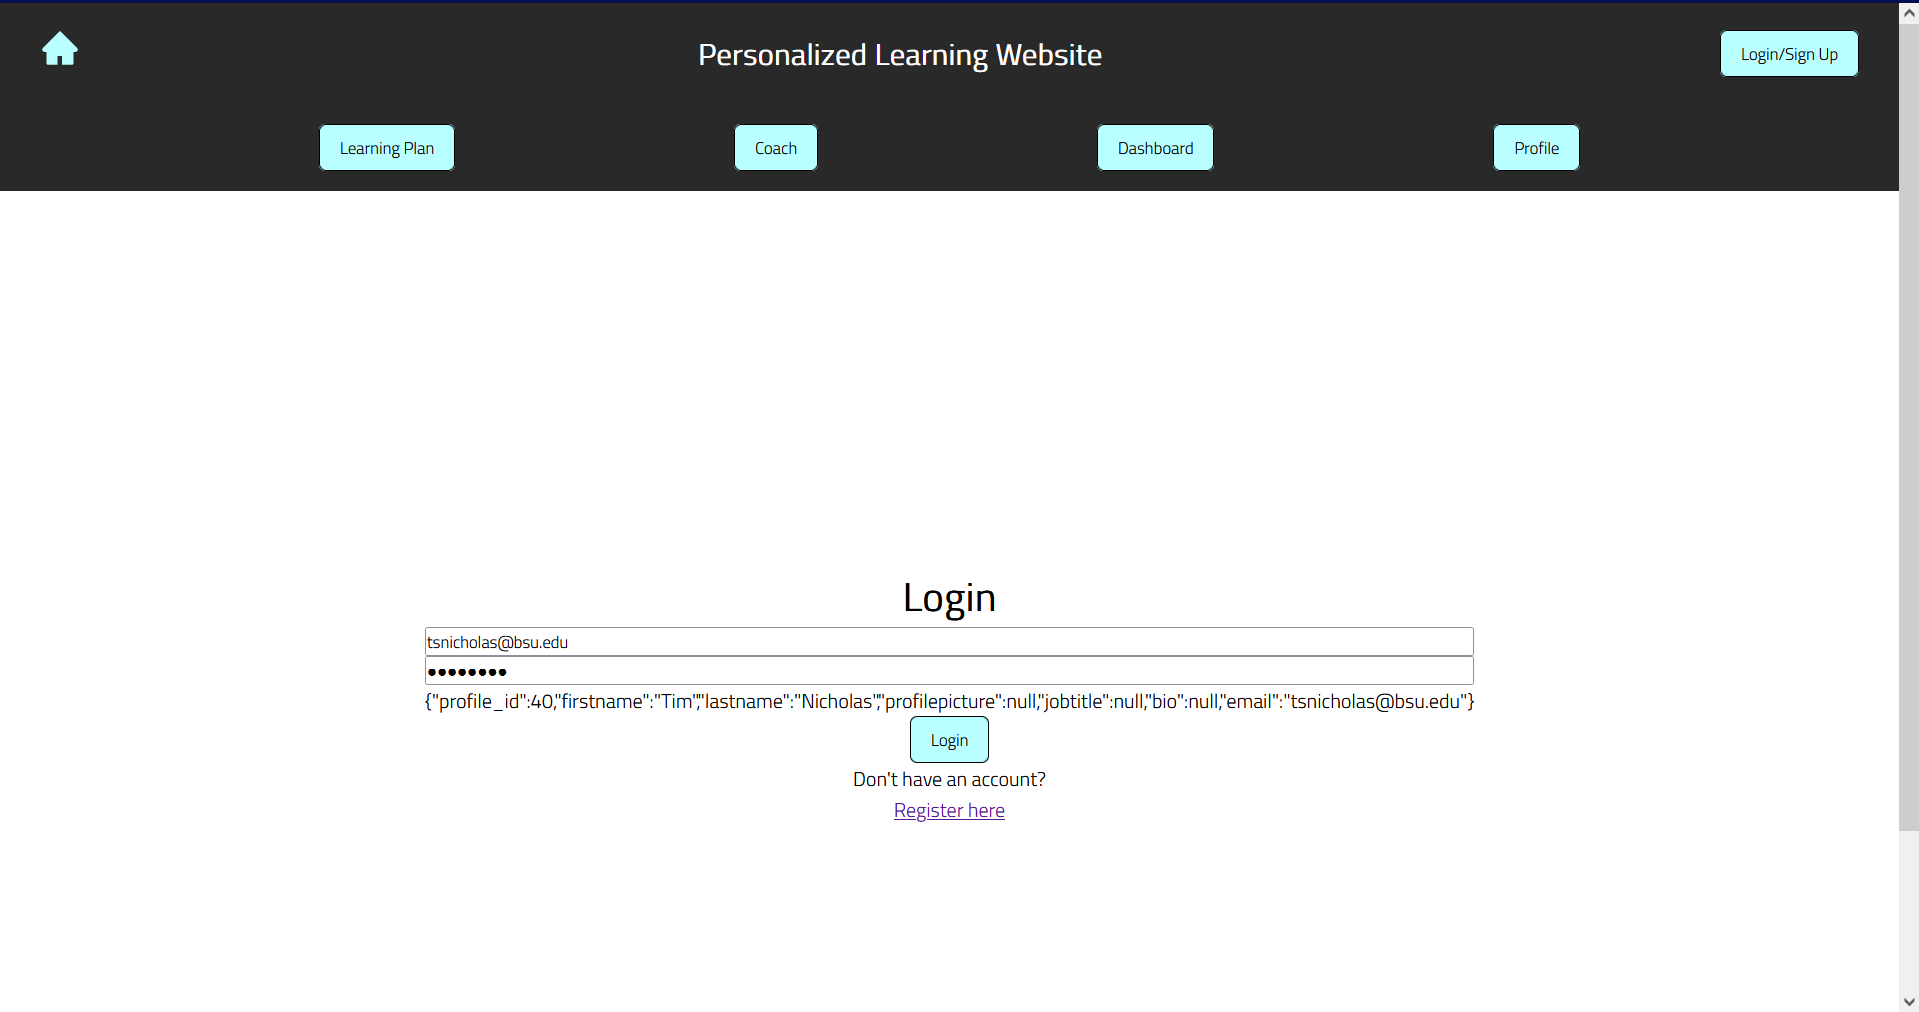 Personalized Learning Website
Login/Sign Up
Learning Plan
Coach
Dashboard
Profile
Login
tsnicholas@bsu.edu
••••••••
{"profile_id":40,"firstname":"Tim","lastname":"Nicholas","profilepicture":null,"jobtitle":null,"bio":null,"email":"tsnicholas@bsu.edu"}
Login
Don't have an account?
Register here